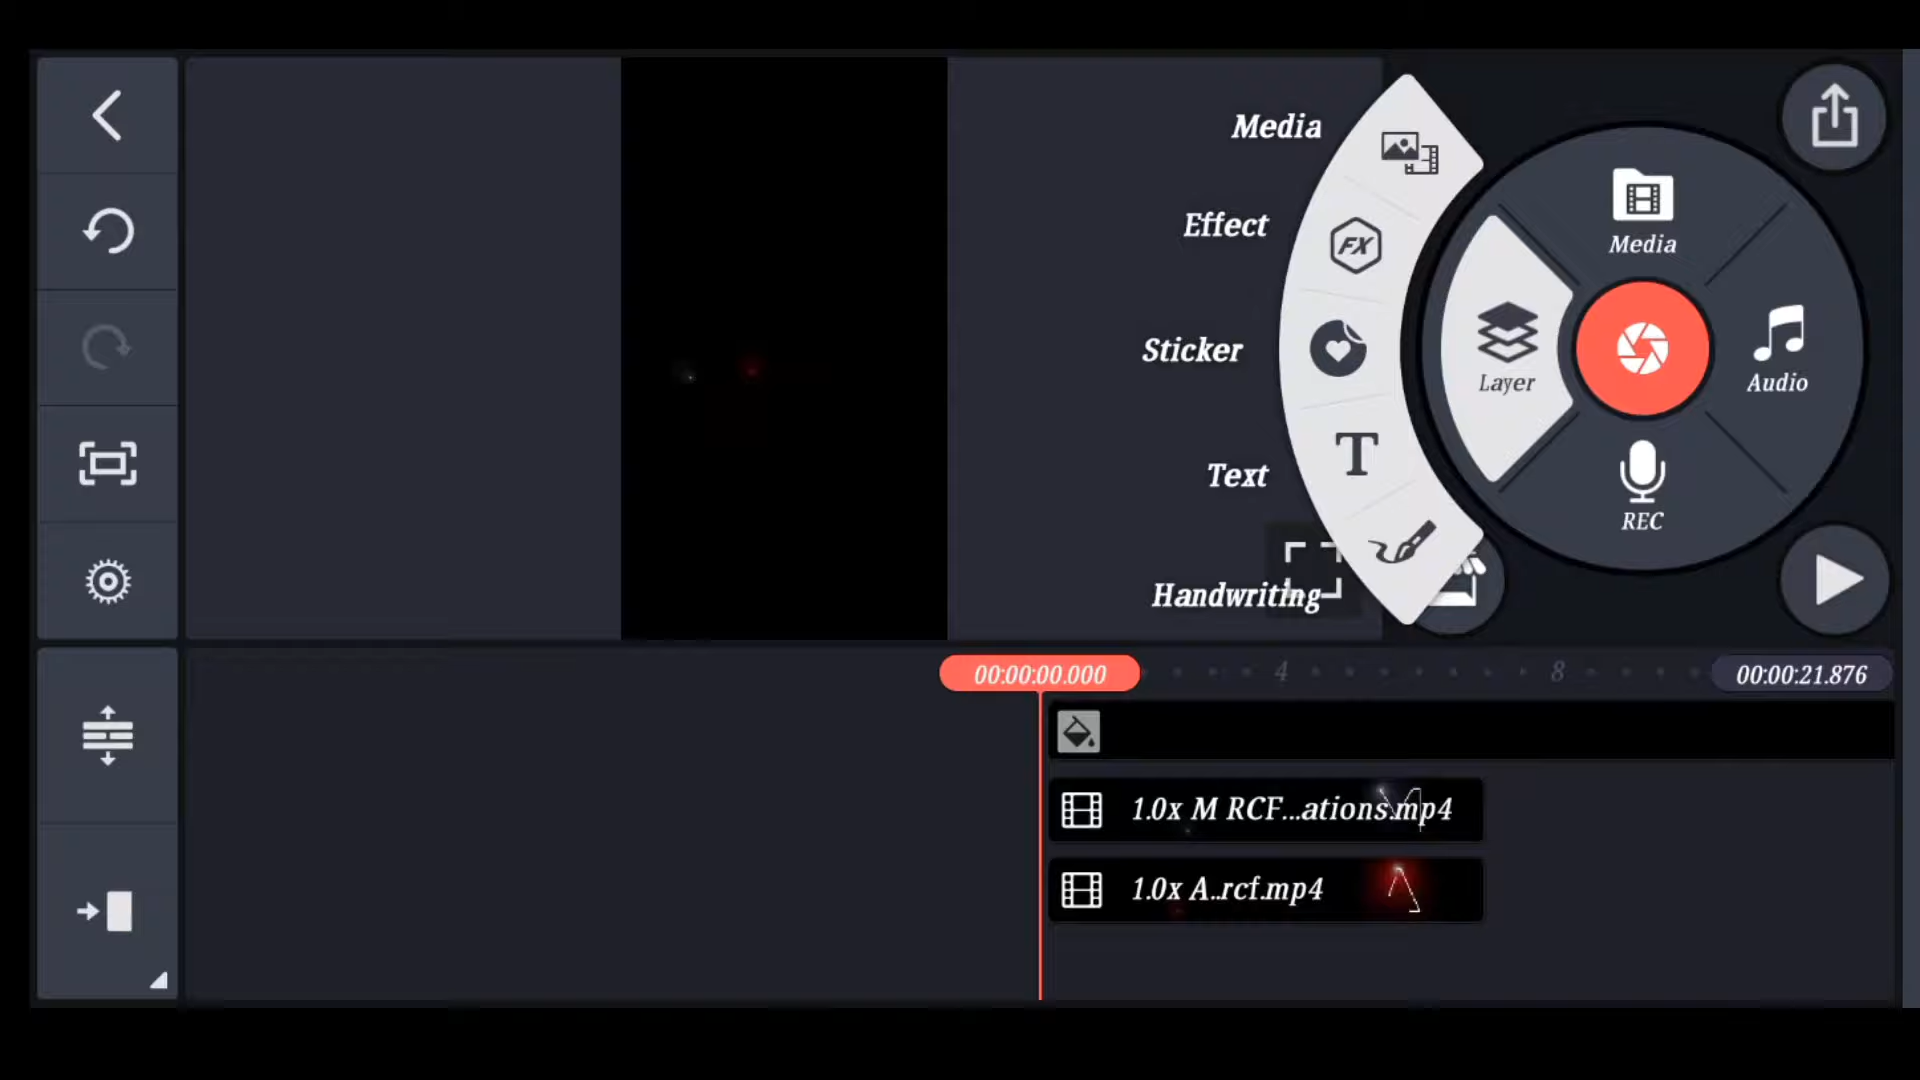 Media
Effect
Sticker
Text
Handwriting
FX
T
Media
Layer
Audio
REC
00:00:00.000
4
8
00:00:21.876
1.0x M RCF...ations.mp4
1.0x A..rcf.mp4